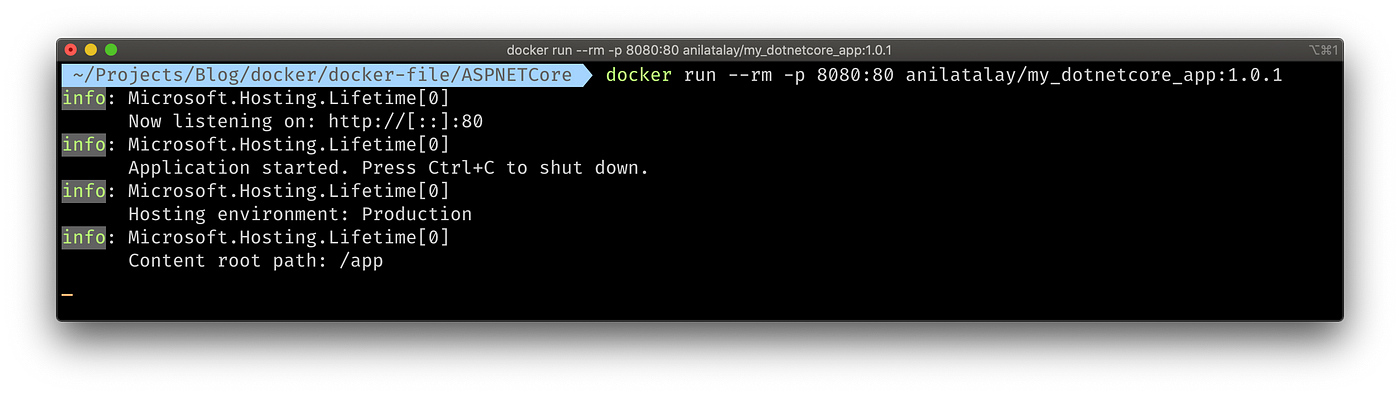 docker run --rm -p 8080:80 anilatalay/my_dotnetcore_app:1.0.1
⌥⌘1
~/Projects/Blog/docker/docker-file/ASPNETCore docker run --rm -p 8080:80 anilatalay/my_dotnetcore_app:1.0.1
info: Microsoft.Hosting.Lifetime[0]
Now listening on: http://[::]:80
info: Microsoft.Hosting.Lifetime[0]
Application started. Press Ctrl+C to shut down.
info: Microsoft.Hosting.Lifetime[0]
Hosting environment: Production
info: Microsoft.Hosting.Lifetime[0]
Content root path: /app